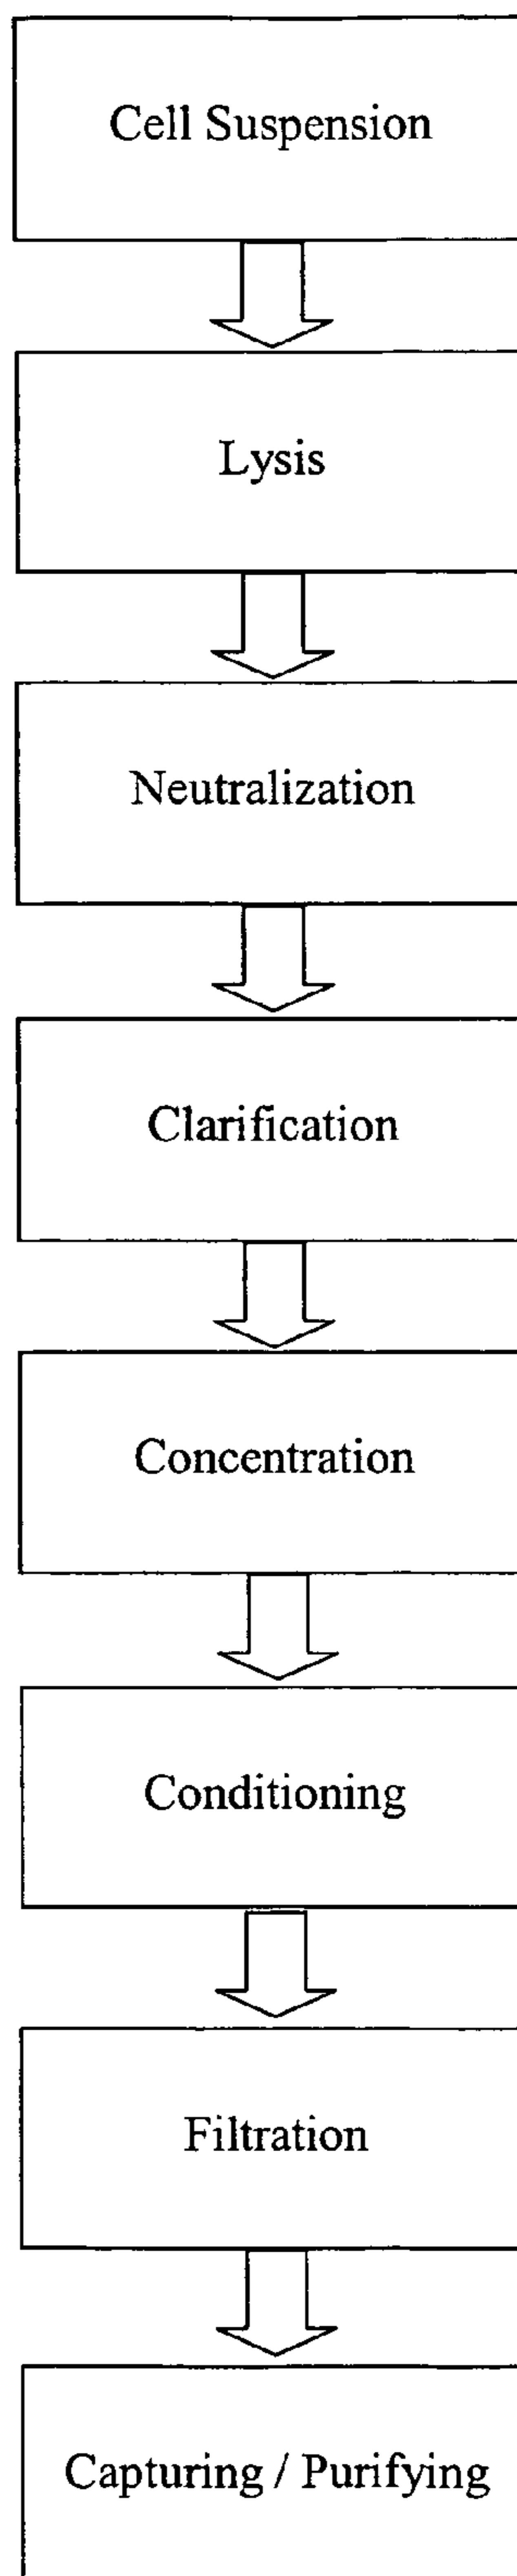 Cell Suspension
Lysis
Neutralization
Clarification
Concentration
Conditioning
Filtration
Capturing / Purifying